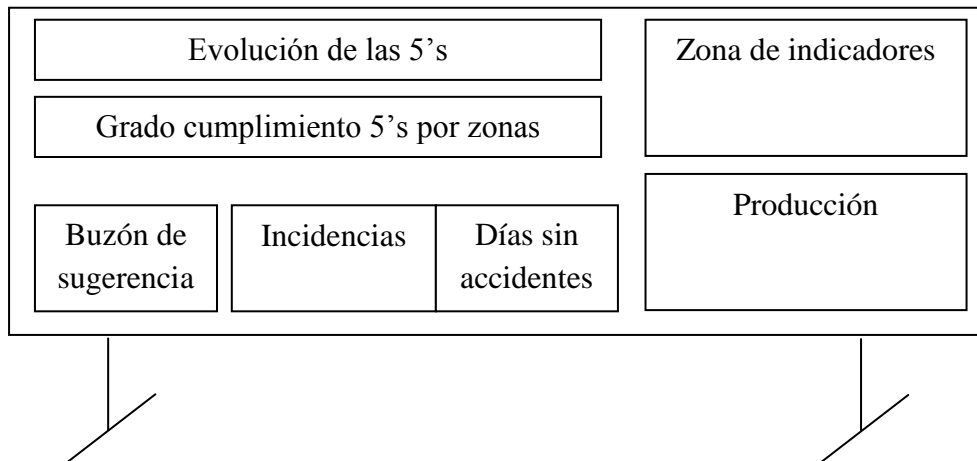 Evolución de las 5’s
Grado cumplimiento 5’s por zonas
Zona de indicadores
Buzón de
sugerencia
Incidencias
Días sin
accidentes
Producción